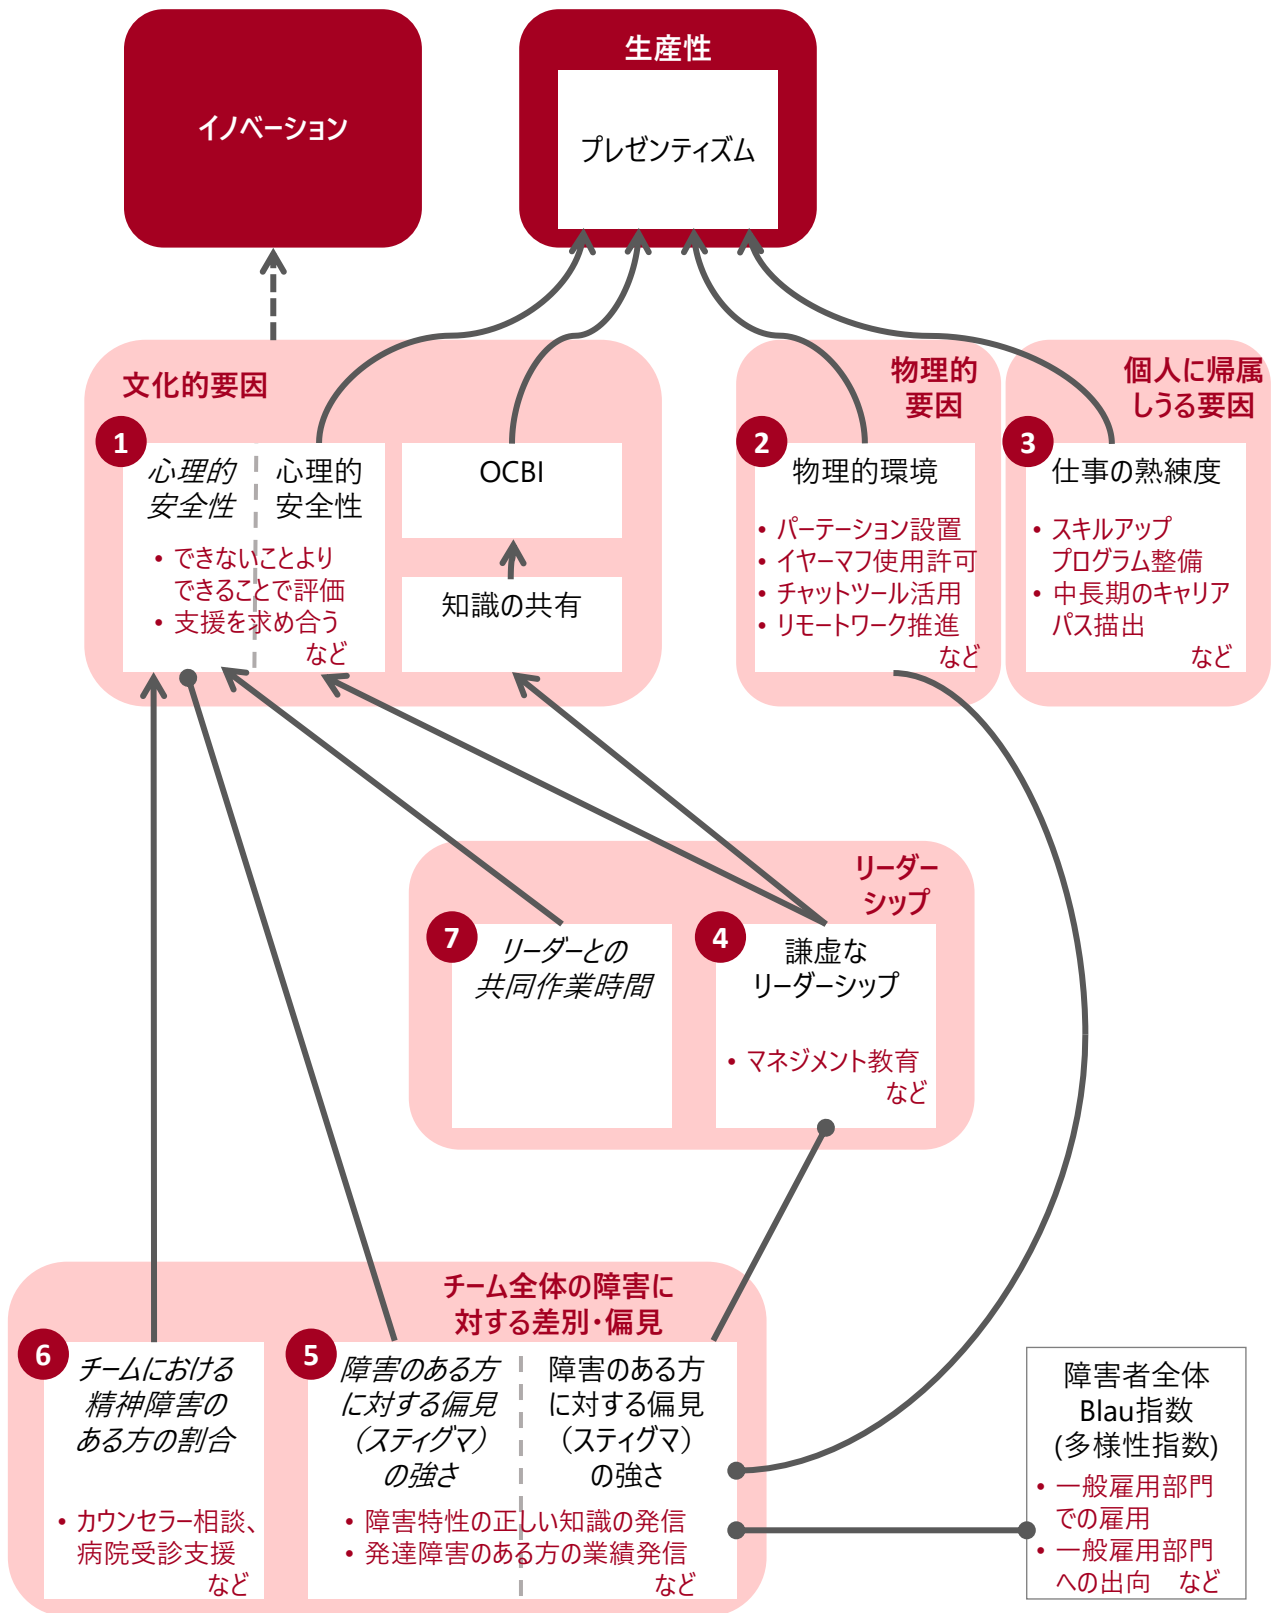 イノベーション
生産性
プレゼンティズム
文化的要因
1
心理的
安全性
心理的
安全性
• できないことより
できることで評価
• 支援を求め合う
など
OCBI
知識の共有
物理的
要因
2
物理的環境
• パーテーション設置
• イヤーマフ使用許可
• チャットツール活用
• リモートワーク推進
など
個人に帰属
しうる要因
3
仕事の熟練度
• スキルアップ
プログラム整備
• 中長期のキャリア
パス描出
など
リーダー
シップ
7
リーダーとの
共同作業時間
4
謙虚な
リーダーシップ
• マネジメント教育
など
チーム全体の障害に
対する差別・偏見
6
チームにおける
精神障害の
ある方の割合
• カウンセラー相談、
病院受診支援
など
5
障害のある方
に対する偏見
（スティグマ）
の強さ
障害のある方
に対する偏見
（スティグマ）
の強さ
• 障害特性の正しい知識の発信
• 発達障害のある方の業績発信
など
障害者全体
Blau指数
(多様性指数)
• 一般雇用部門
での雇用
• 一般雇用部門
への出向　など